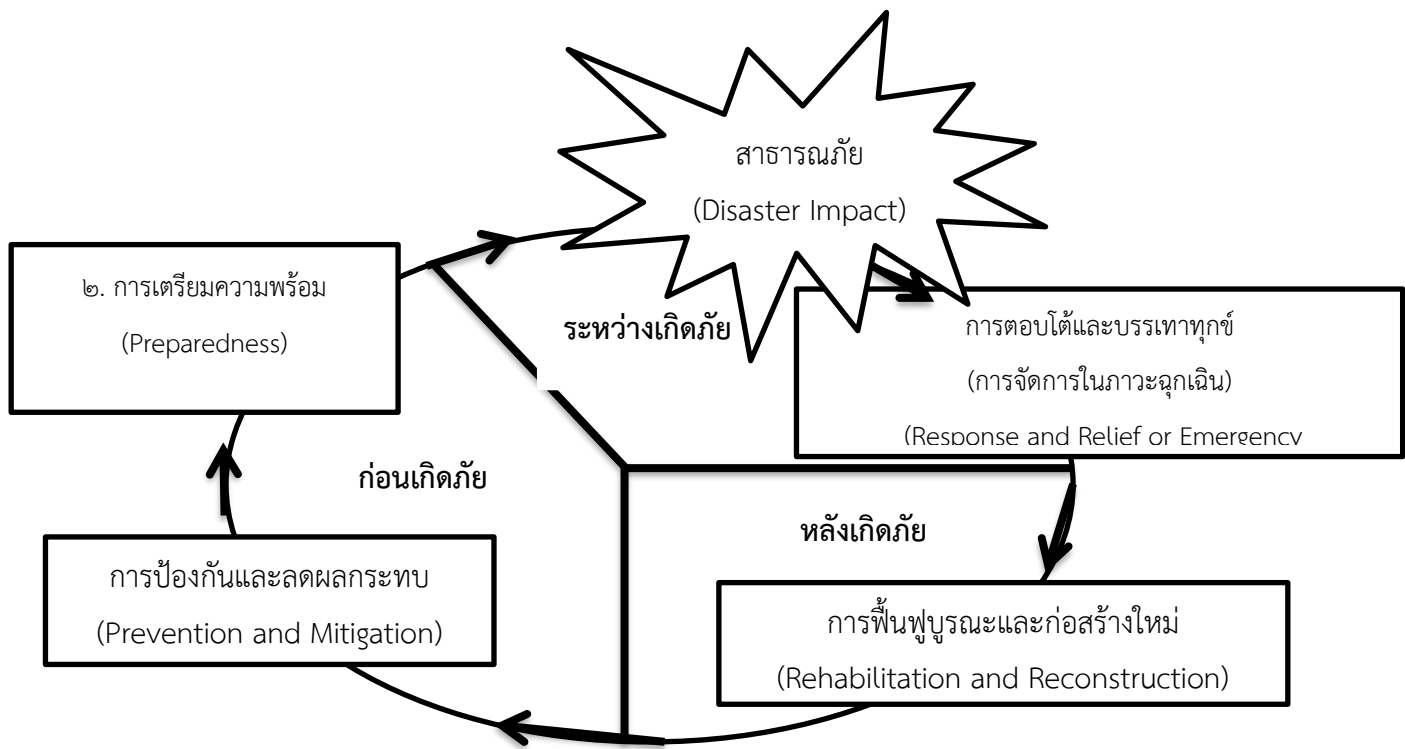 สาธารณภัย
(Disaster Impact)
๒. การเตรียมความพร้อม
(Preparedness)
ระหว่างเกิดภัย
การตอบโต้และบรรเทาทุกข์
(การจัดการในภาวะฉุกเฉิน)
(Response and Relief or Emergency
ก่อนเกิดภัย
หลังเกิดภัย
การป้องกันและลดผลกระทบ
(Prevention and Mitigation)
การฟื้นฟูบูรณะและก่อสร้างใหม่
(Rehabilitation and Reconstruction)